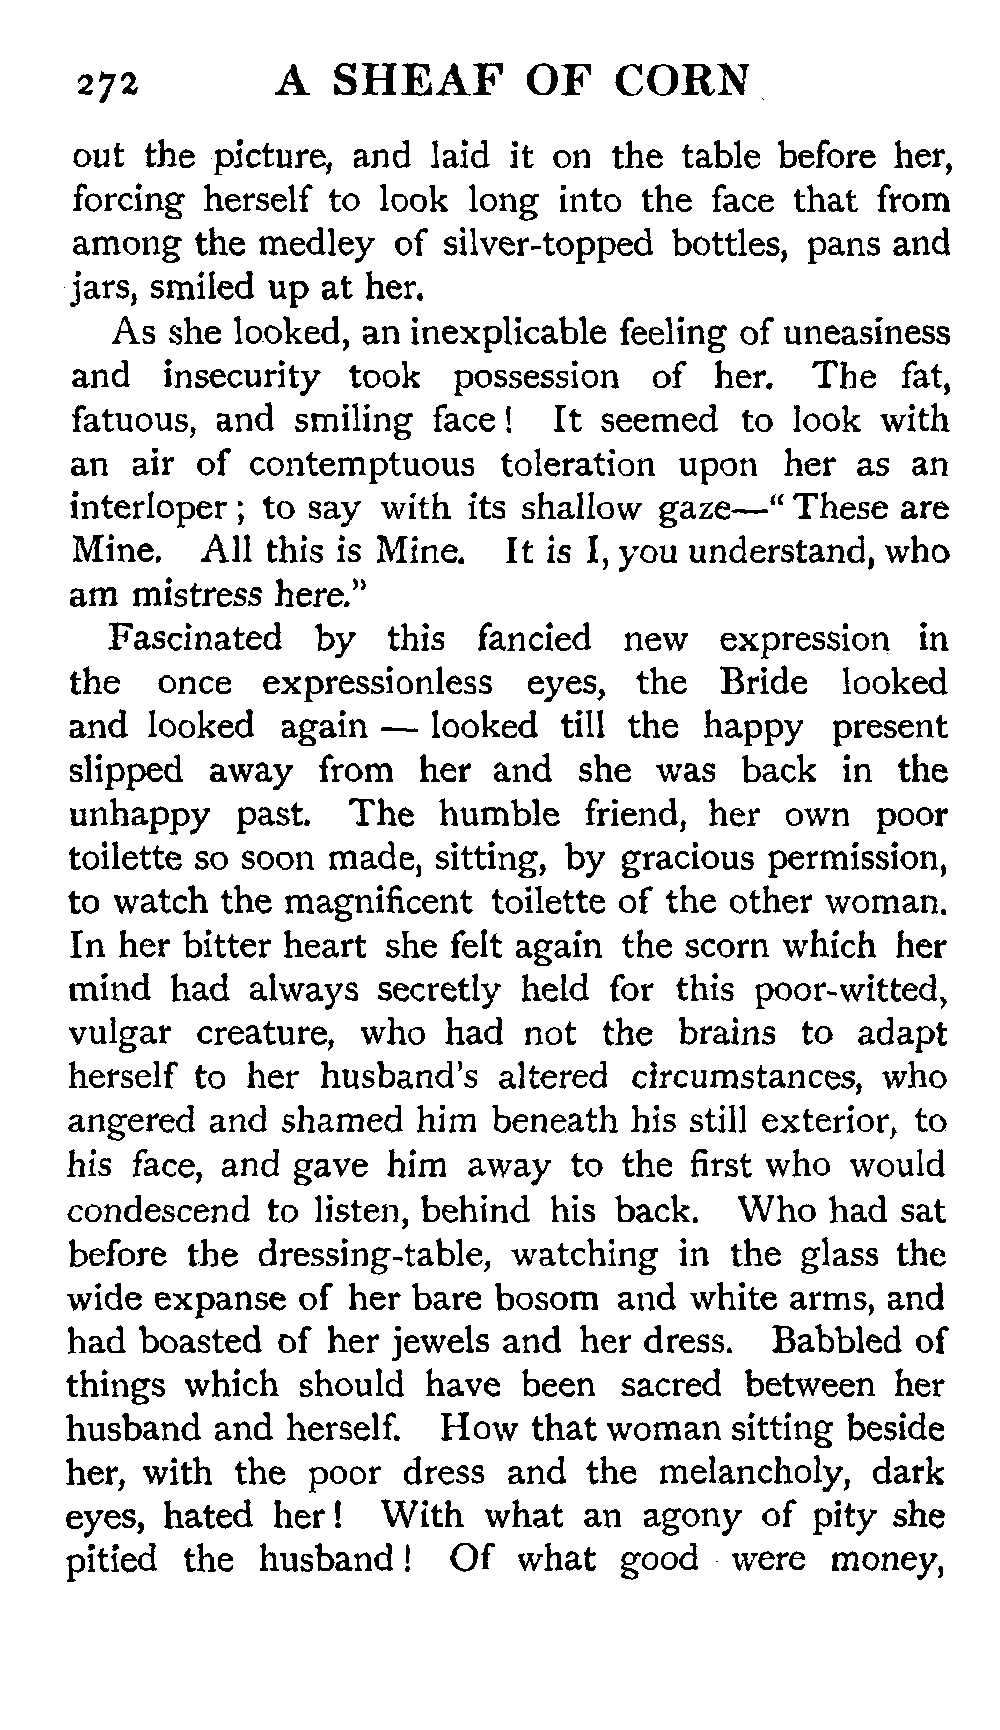 272 A SHEAF OF CORN
out the picture, and laid it on the table before her,
forcing herself to look long into the face that from
among the medley of silver-topped bottles, pans and
jars, smiled up at her.
As she looked, an inexplicable feeling of uneasiness
and insecurity took possession of her. The fat,
fatuous, and smiling face! It seemed to look with
an air of contemptuous toleration upon her as an
interloper; to say with its shallow gaze—“These are
Mine. All this is Mine. It is I, you understand, who
am mistress here.”
Fascinated by this fancied new expression in
the once expressionless eyes, the Bride looked
and looked again — looked till the happy present
slipped away from her and she was back in the
unhappy past. The humble friend, her own poor
toilette so soon made, sitting, by gracious permission,
to watch the magnificent toilette of the other woman.
In her bitter heart she felt again the scorn which her
mind had always secretly held for this poor-witted,
vulgar creature, who had not the brains to adapt
herself to her husband's altered circumstances, who
angered and shamed him beneath his still exterior, to
his face, and gave him away to the first who would
condescend to listen, behind his back. Who had sat
before the dressing-table, watching in the glass the
wide expanse of her bare bosom and white arms, and
had boasted of her jewels and her dress. Babbled of
things which should have been sacred between her
husband and herself. How that woman sitting beside
her, with the poor dress and the melancholy, dark
eyes, hated her! With what an agony of pity she
pitied the husband! Of what good were money,